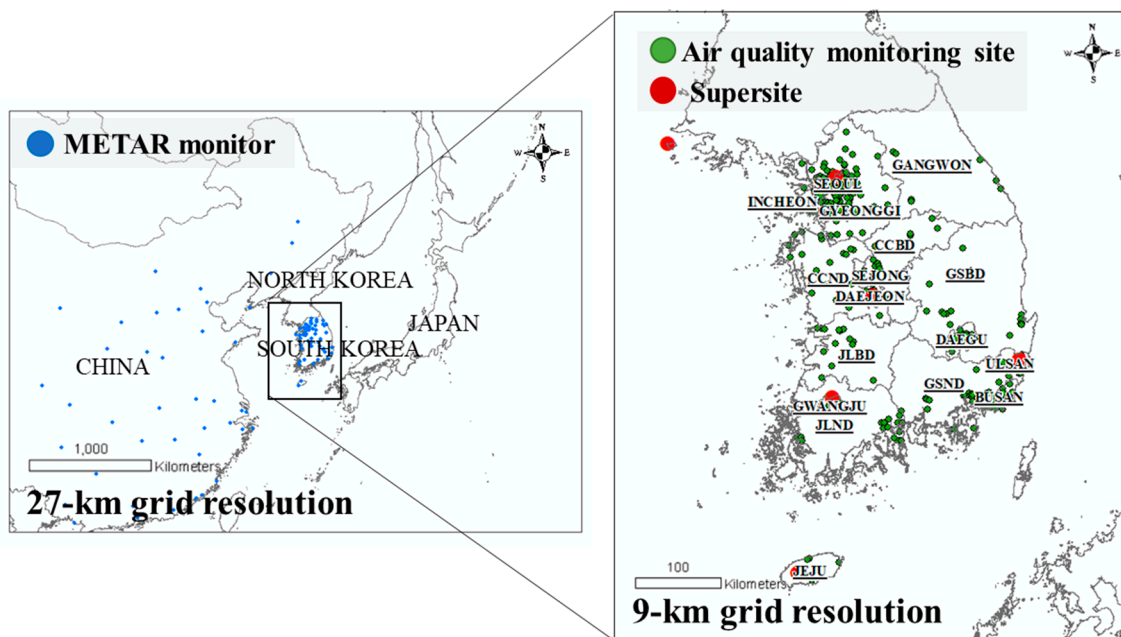 METAR monitor
N
W E
S
NORTH KOREA
JAPAN
SOUTH KOREA
CHINA
1,000
Kilometers
27-km grid resolution
Air quality monitoring site
Supersite
N
W E
S
GANGWON
SEOUL
INCHEON
GYEONGGI
CCBD
CCND
SEJONG
GSBD
DAEJEON
DAEGU
JLBD
ULSAN
GSND
BUSAN
GWANGJU
JLND
JEJU
100
Kilometers
9-km grid resolution